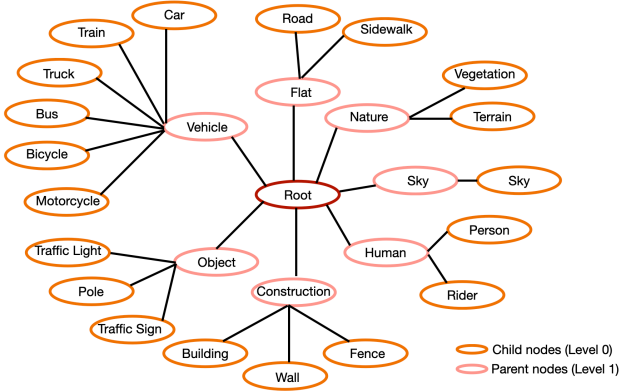 Car
Train
Truck
Bus
Bicycle
Motorcycle
Vehicle
Road
Sidewalk
Flat
Vegetation
Nature
Terrain
Sky
Sky
Root
Person
Human
Rider
Traffic Light
Object
Pole
Traffic Sign
Construction
Building
Wall
Fence
Child nodes (Level 0)
Parent nodes (Level 1)